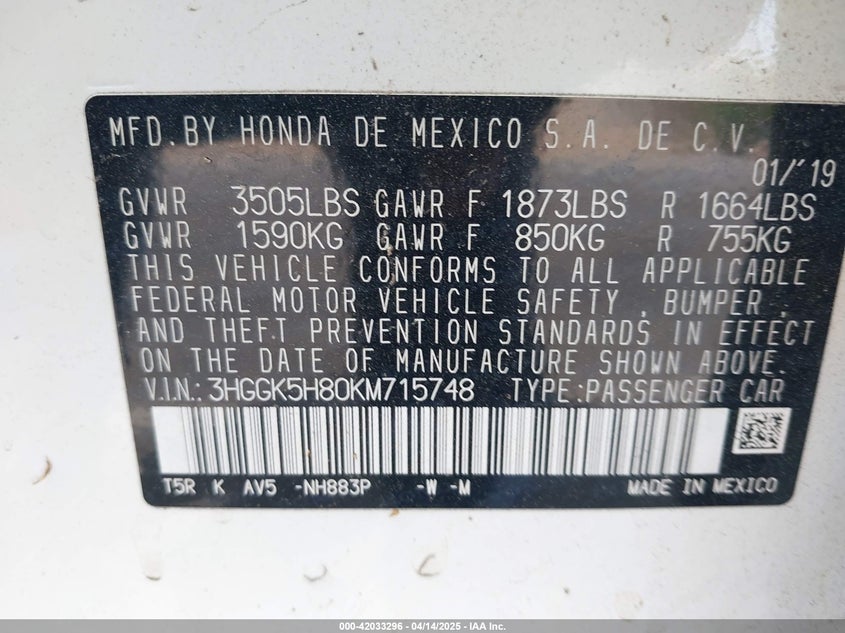 MFD. BY HONDA DE MEXICO S.A. DE C.V.
01/'19
GVWR 3505LBS GAWR F 1873LBS R 1664LBS
GVWR 1590KG GAWR F 850KG R 755KG
THIS VEHICLE CONFORMS TO ALL APPLICABLE
FEDERAL MOTOR VEHICLE SAFETY , BUMPER ,
AND THEFT PREVENTION STANDARDS IN EFFECT
ON THE DATE OF MANUFACTURE SHOWN ABOVE.
V.I.N.: 3HGGK5H80KM715748 TYPE:PASSENGER CAR
T5R K AV5 -NH883P -W -M MADE IN MEXICO
000-42033296 - 04/14/2025 - IAA Inc.